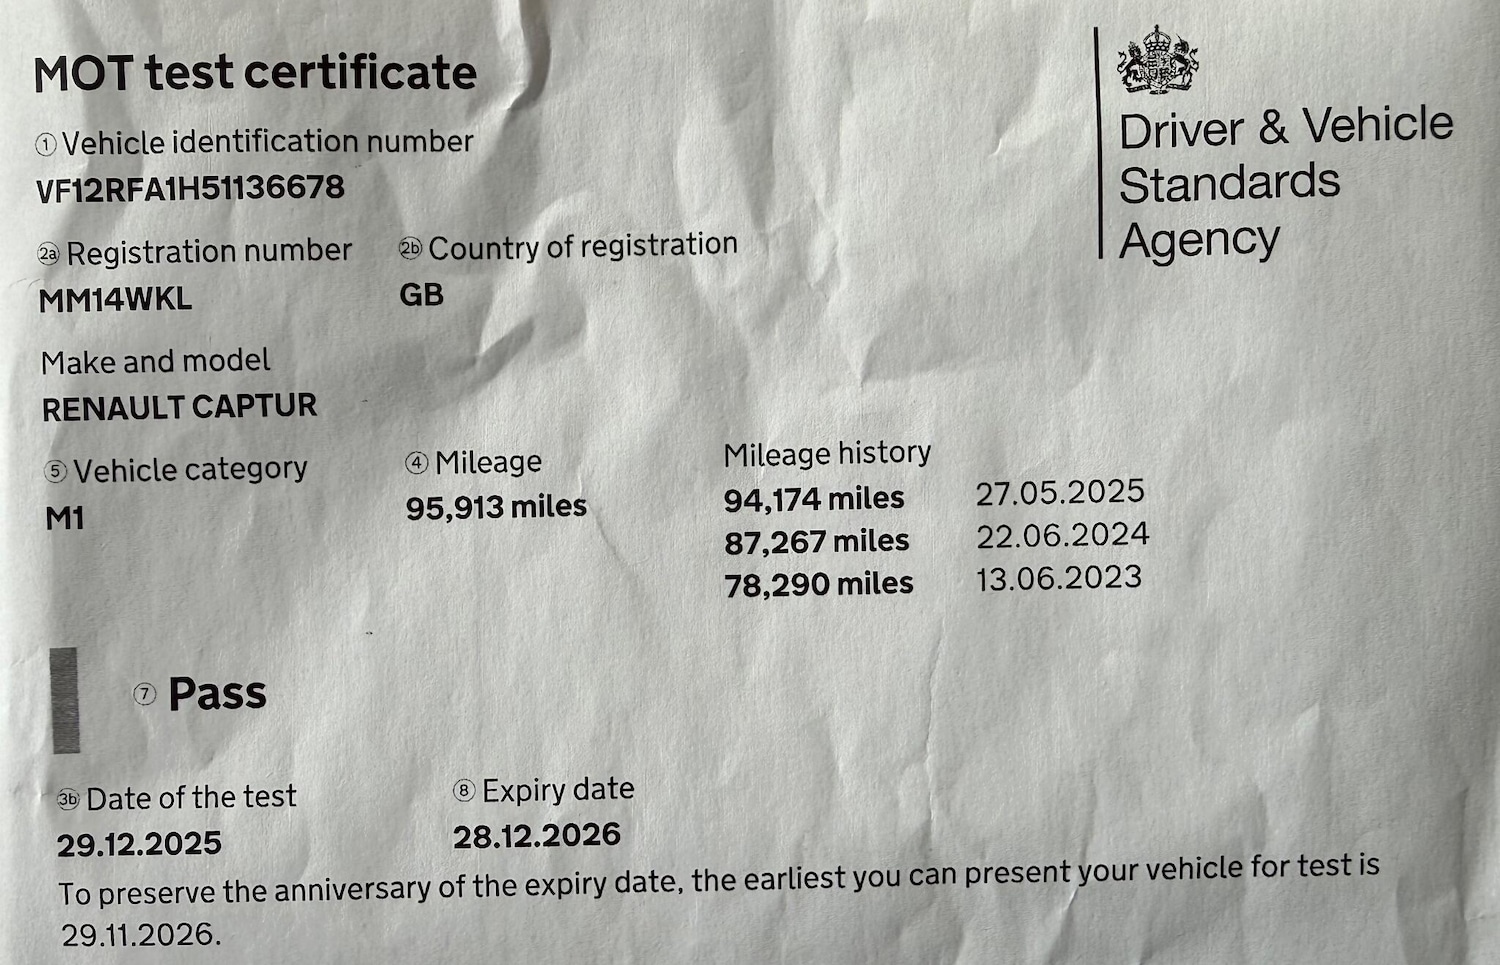 MOT test certificate
① Vehicle identification number
VF12RFA1H51136678
2a Registration number 2b Country of registration
MM14WKL GB
Make and model
RENAULT CAPTUR
⑤ Vehicle category ④ Mileage Mileage history
M1 95,913 miles 94,174 miles 27.05.2025
87,267 miles 22.06.2024
78,290 miles 13.06.2023
⑦ Pass
3b Date of the test ⑧ Expiry date
29.12.2025 28.12.2026
To preserve the anniversary of the expiry date, the earliest you can present your vehicle for test is
29.11.2026.
Driver & Vehicle
Standards
Agency